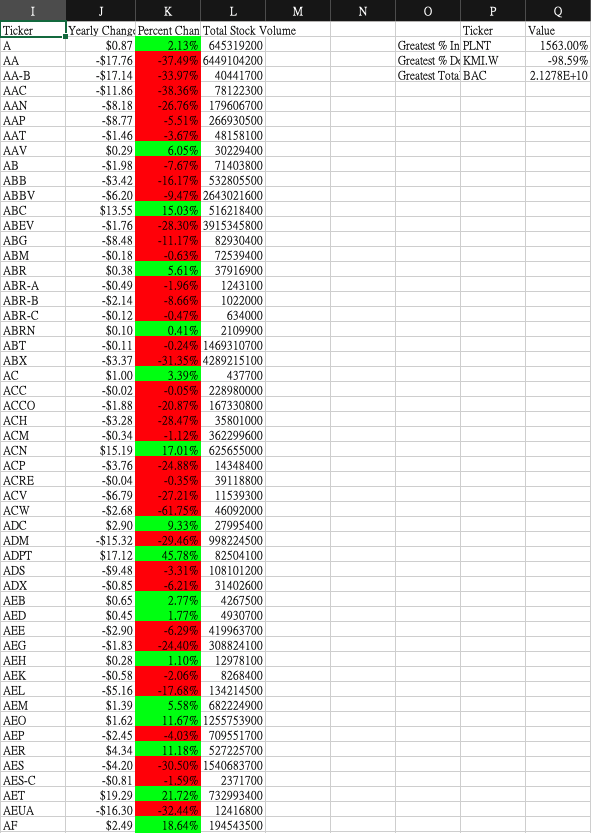 I J K L M N O P Q
Ticker Yearly Change Percent Chan Total Stock Volume Ticker Value
A $0.87 2.13% 645319200 Greatest % In PLNT 1563.00%
AA -$17.76 -37.49% 6449104200 Greatest % De KMI.W -98.59%
AA-B -$17.14 -33.97% 40441700 Greatest Total BAC 2.1278E+10
AAC -$11.86 -38.36% 78122300
AAN -$8.18 -26.76% 179606700
AAP -$8.77 -5.51% 266930500
AAT -$1.46 -3.67% 48158100
AAV $0.29 6.05% 30229400
AB -$1.98 -7.67% 71403800
ABB -$3.42 -16.17% 532805500
ABBV -$6.20 -9.47% 2643021600
ABC $13.55 15.03% 516218400
ABEV -$1.76 -28.30% 3915345800
ABG -$8.48 -11.17% 82930400
ABM -$0.18 -0.63% 72539400
ABR $0.38 5.61% 37916900
ABR-A -$0.49 -1.96% 1243100
ABR-B -$2.14 -8.66% 1022000
ABR-C -$0.12 -0.47% 634000
ABRN $0.10 0.41% 2109900
ABT -$0.11 -0.24% 1469310700
ABX -$3.37 -31.35% 4289215100
AC $1.00 3.39% 437700
ACC -$0.02 -0.05% 228980000
ACCO -$1.88 -20.87% 167330800
ACH -$3.28 -28.47% 35801000
ACM -$0.34 -1.12% 362299600
ACN $15.19 17.01% 625655000
ACP -$3.76 -24.88% 14348400
ACRE -$0.04 -0.35% 39118800
ACV -$6.79 -27.21% 11539300
ACW -$2.68 -61.75% 46092000
ADC $2.90 9.33% 27995400
ADM -$15.32 -29.46% 998224500
ADPT $17.12 45.78% 82504100
ADS -$9.48 -3.31% 108101200
ADX -$0.85 -6.21% 31402600
AEB $0.65 2.77% 4267500
AED $0.45 1.77% 4930700
AEE -$2.90 -6.29% 419963700
AEG -$1.83 -24.40% 308824100
AEH $0.28 1.10% 12978100
AEK -$0.58 -2.06% 8268400
AEL -$5.16 -17.68% 134214500
AEM $1.39 5.58% 682224900
AEO $1.62 11.67% 1255753900
AEP -$2.45 -4.03% 709551700
AER $4.34 11.18% 527225700
AES -$4.20 -30.50% 1540683700
AES-C -$0.81 -1.59% 2371700
AET $19.29 21.72% 732993400
AEUA -$16.30 -32.44% 12416800
AF $2.49 18.64% 194543500